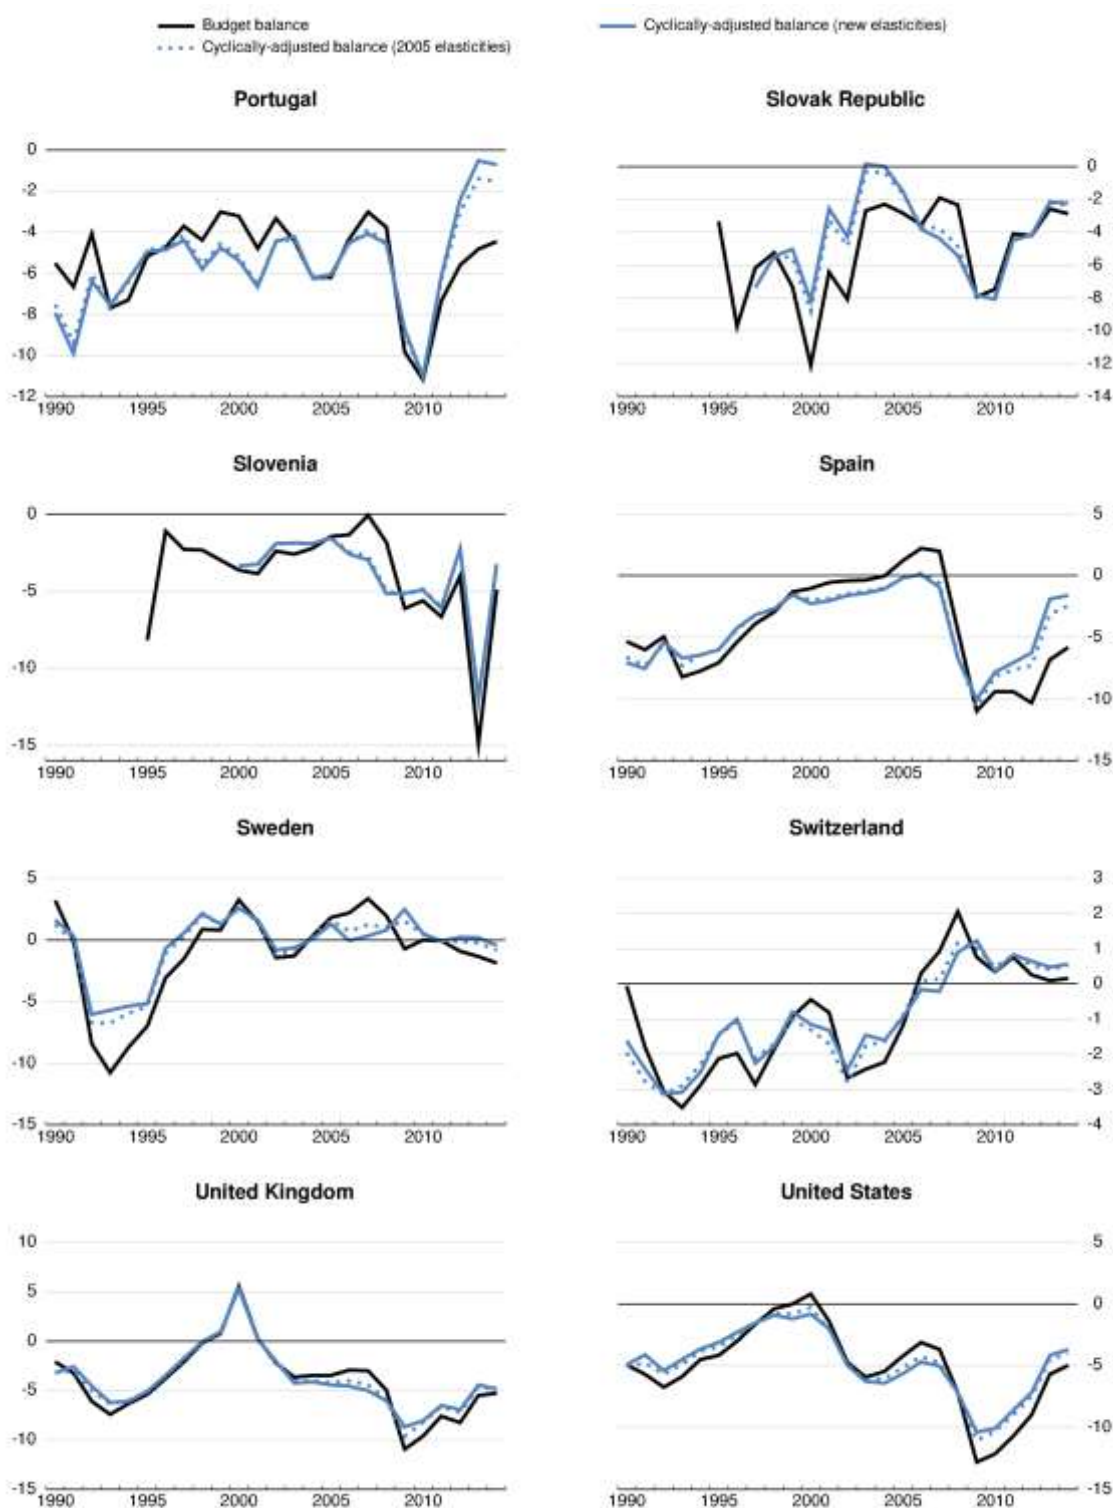 Budget balance
Cyclically-adjusted balance (new elasticities)
Cyclically-adjusted balance (2005 elasticities)
Portugal
Slovak Republic
0
-2
-4
-6
-8
-10
-12
1990 1995 2000 2005 2010
0
-2
-4
-6
-8
-10
-12
-14
1990 1995 2000 2005 2010
Slovenia
Spain
0
-5
-10
-15
1990 1995 2000 2005 2010
5
0
-5
-10
-15
1990 1995 2000 2005 2010
Sweden
Switzerland
5
0
-5
-10
-15
1990 1995 2000 2005 2010
3
2
1
0
-1
-2
-3
-4
1990 1995 2000 2005 2010
United Kingdom
United States
10
5
0
-5
-10
-15
1990 1995 2000 2005 2010
5
0
-5
-10
-15
1990 1995 2000 2005 2010